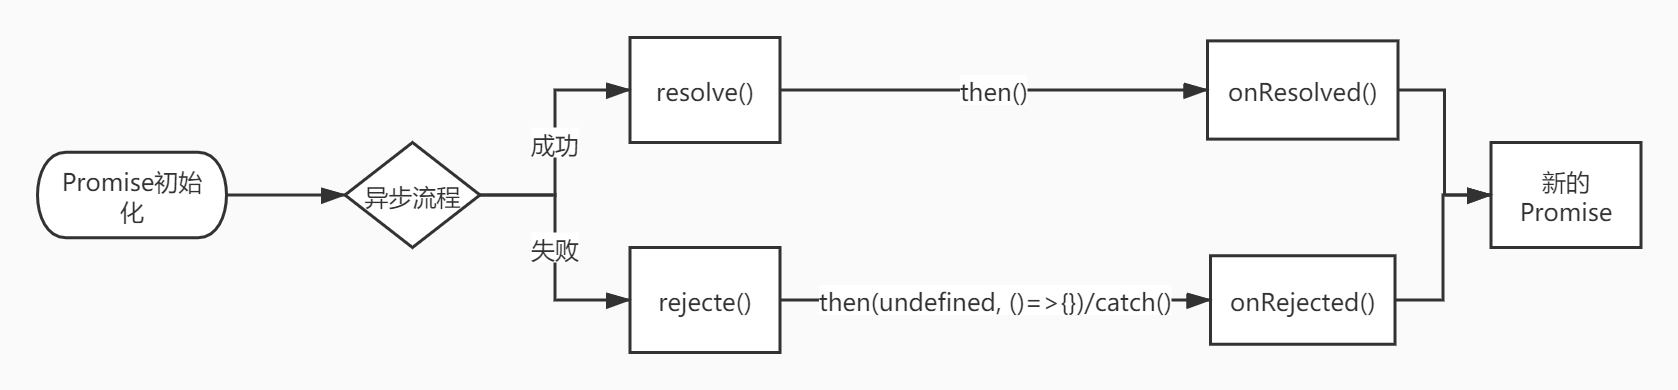 Promise初始
化
异步流程
成功
失败
resolve()
then()
onResolved()
rejecte()
then(undefined, ()=>{})/catch()
onRejected()
新的
Promise